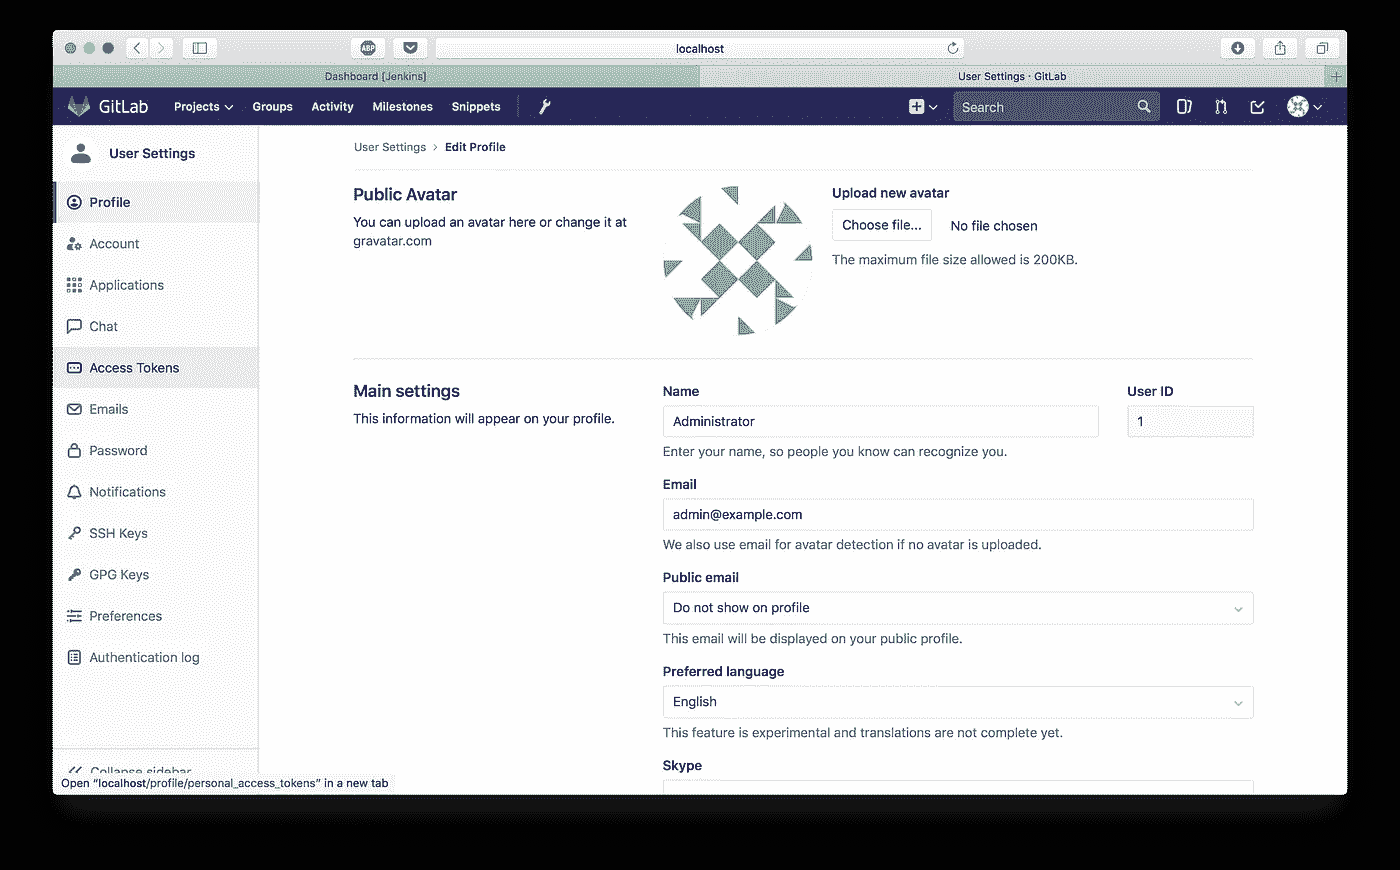 ABP
localhost
Dashboard [Jenkins]
User Settings · GitLab
GitLab
Projects
Groups
Activity
Milestones
Snippets
Search
User Settings
Profile
Account
Applications
Chat
Access Tokens
Emails
Password
Notifications
SSH Keys
GPG Keys
Preferences
Authentication log
Collapse sidebar
Open “localhost/profile/personal_access_tokens” in a new tab
User Settings > Edit Profile
Public Avatar
You can upload an avatar here or change it at
gravatar.com
Upload new avatar
Choose file... No file chosen
The maximum file size allowed is 200KB.
Main settings
This information will appear on your profile.
Name
Administrator
Enter your name, so people you know can recognize you.
User ID
1
Email
admin@example.com
We also use email for avatar detection if no avatar is uploaded.
Public email
Do not show on profile
This email will be displayed on your public profile.
Preferred language
English
This feature is experimental and translations are not complete yet.
Skype